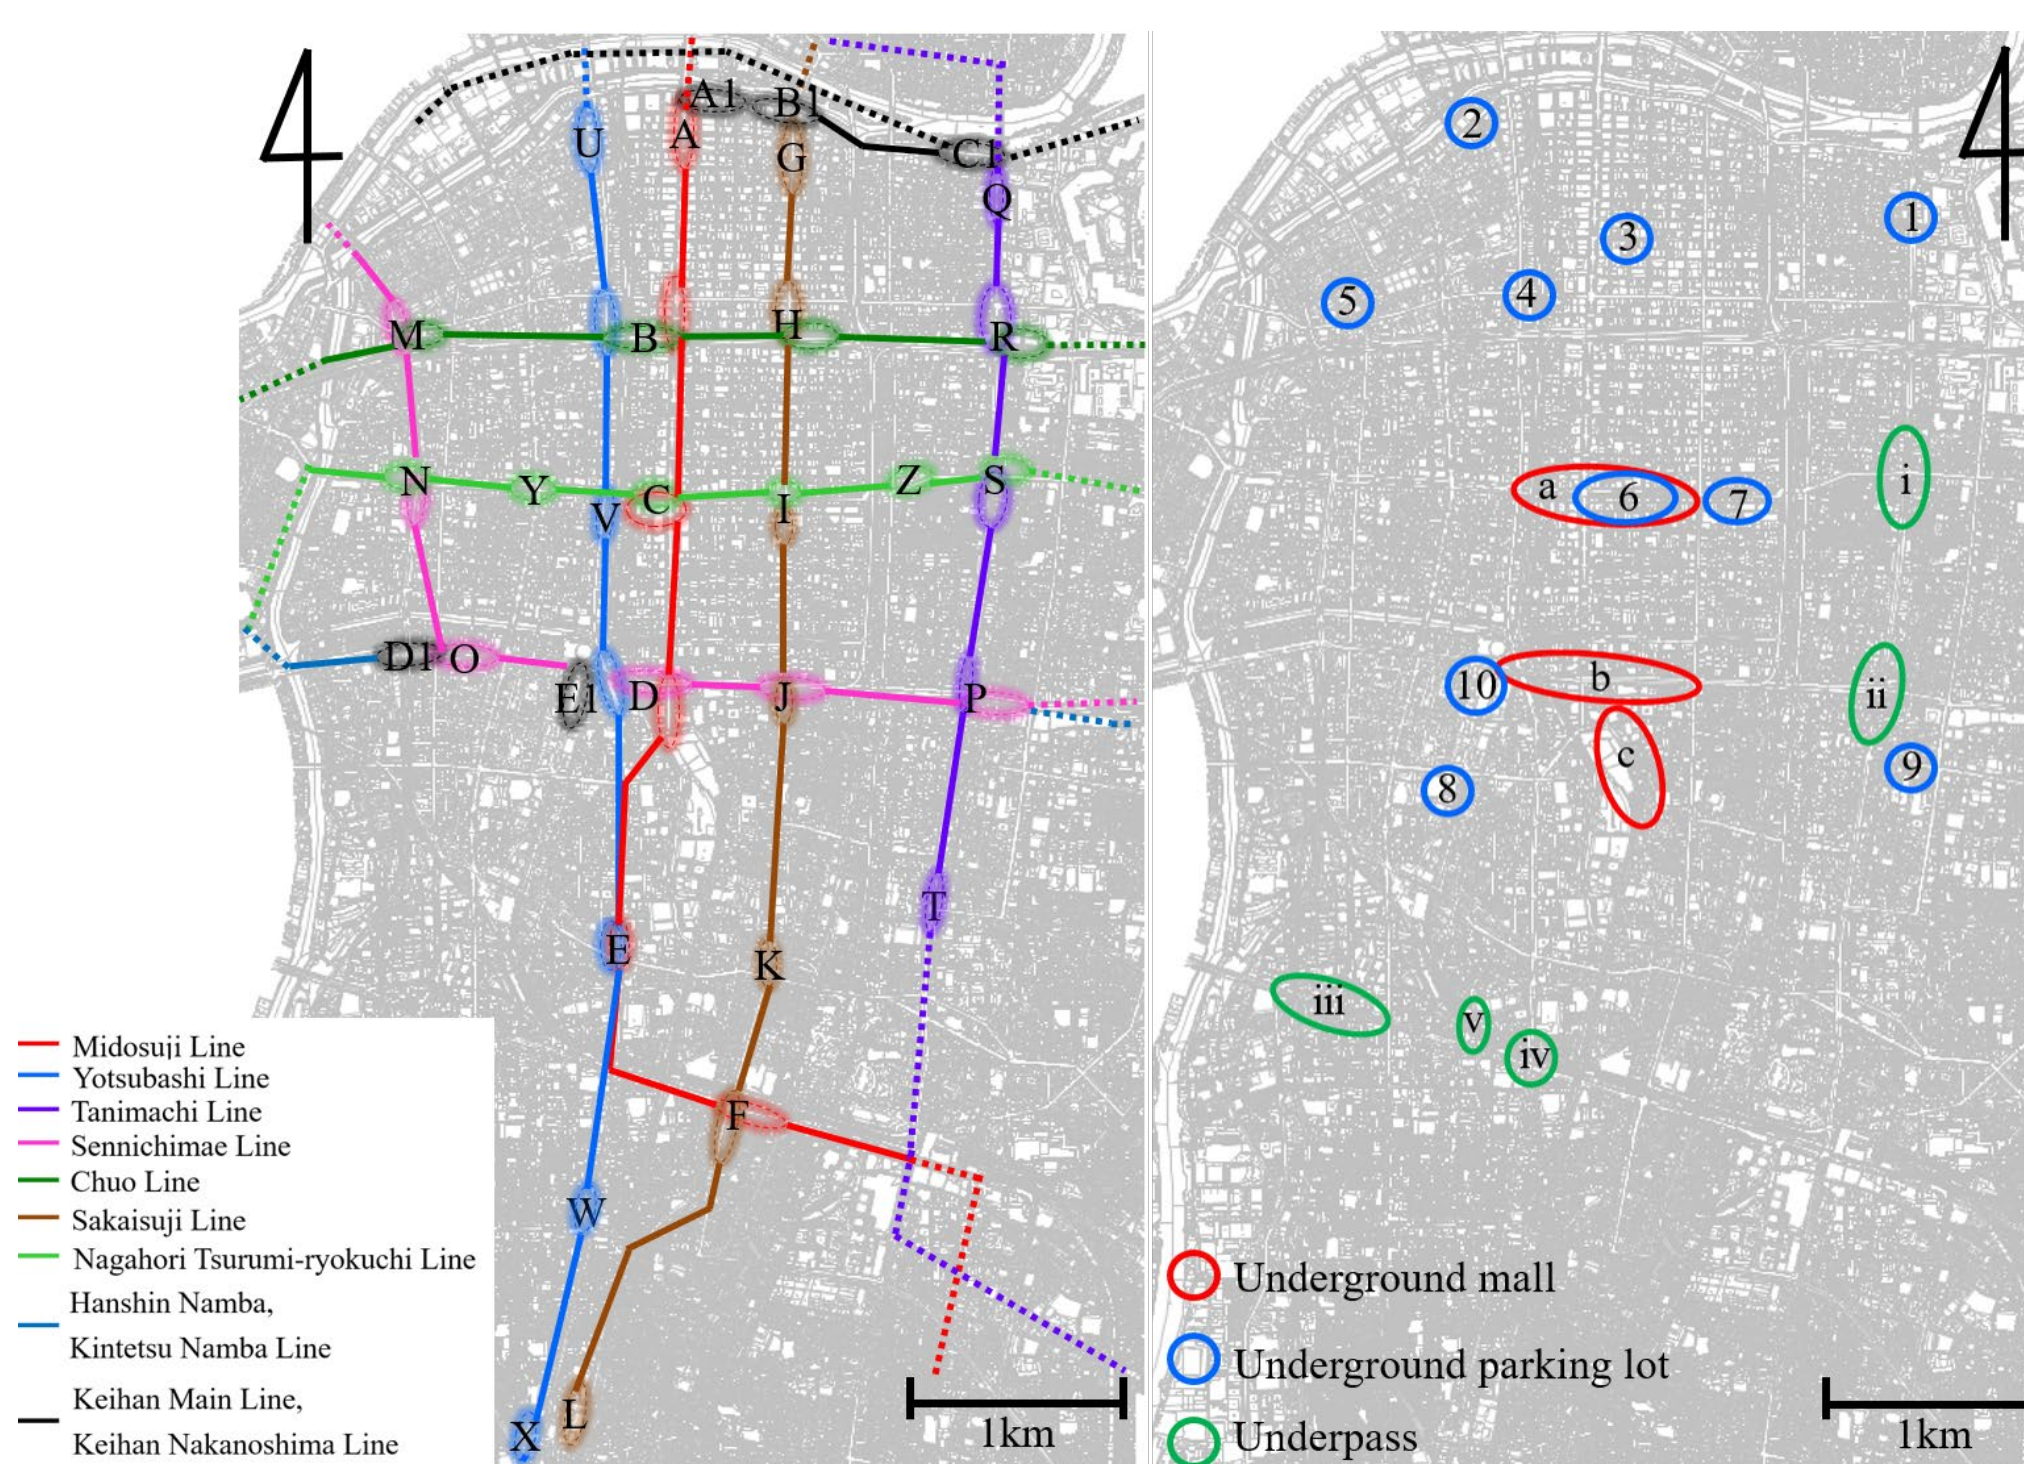 A1
B1
U
A
G
C1
Q
M
B
H
R
N
Y
V
C
I
Z
S
D1
O
E1
D
J
P
T
E
K
F
W
X
L
Midosuji Line
Yotsubashi Line
Tanimachi Line
Sennichimae Line
Chuo Line
Sakaisuji Line
Nagahori Tsurumi-ryokuchi Line
Hanshin Namba,
Kintetsu Namba Line
Keihan Main Line,
Keihan Nakanoshima Line
1km
2
1
3
4
5
a
6
7
i
10
b
ii
c
8
9
iii
v
iv
Underground mall
Underground parking lot
Underpass
1km